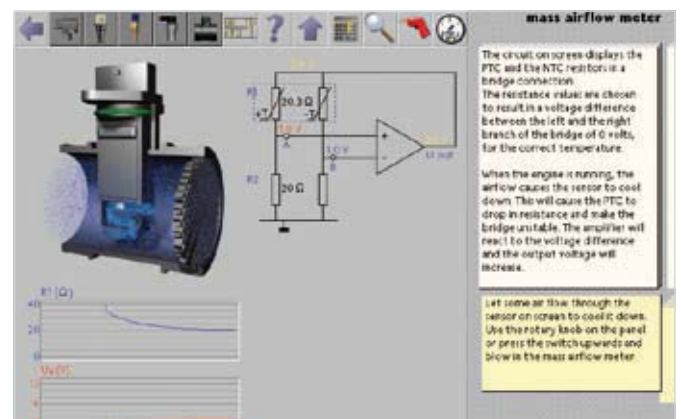 mass airflow meter
The circuit on screen displays the
PTC and the NTC resistors in a
bridge connection.
The resistance values are chosen
to result in a voltage difference
between the left and the right
branch of the bridge of 0 volts,
for the correct temperature.
When the engine is running, the
airflow causes the sensor to cool
down. This will cause the PTC to
drop in resistance and make the
bridge unstable. The amplifier will
react to the voltage difference
and the output voltage will
increase.
Let some air flow through the
sensor on screen to cool it down.
Use the rotary knob on the panel
or press the switch upwards and
blow in the mass airflow meter
R1
20.3 Ω
+T
-T
1.0 V
A
1.0 V
B
+
-
U out
R2
20 Ω
R1 (Ω)
40
20
0